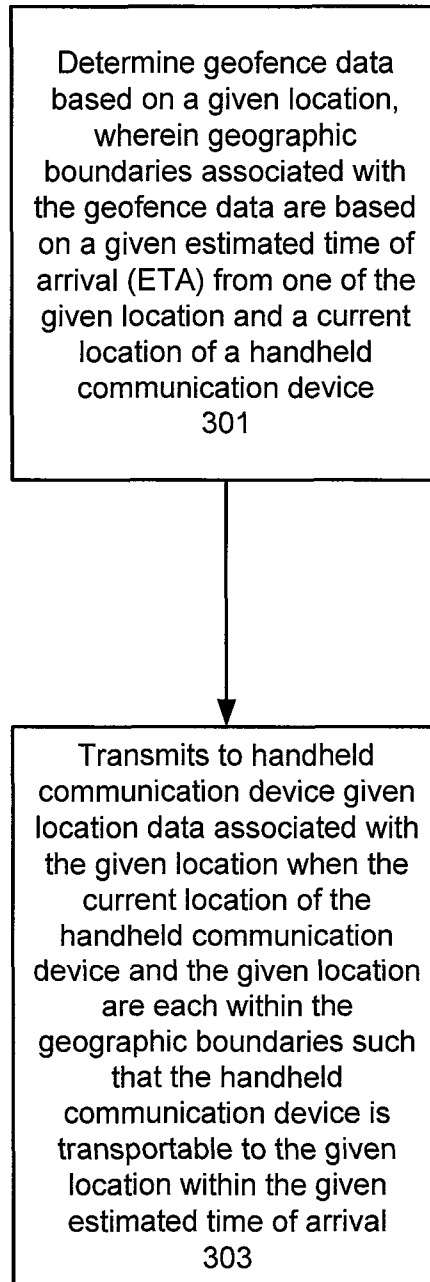 Determine geofence data
based on a given location,
wherein geographic
boundaries associated with
the geofence data are based
on a given estimated time of
arrival (ETA) from one of the
given location and a current
location of a handheld
communication device
301
Transmits to handheld
communication device given
location data associated with
the given location when the
current location of the
handheld communication
device and the given location
are each within the
geographic boundaries such
that the handheld
communication device is
transportable to the given
location within the given
estimated time of arrival
303